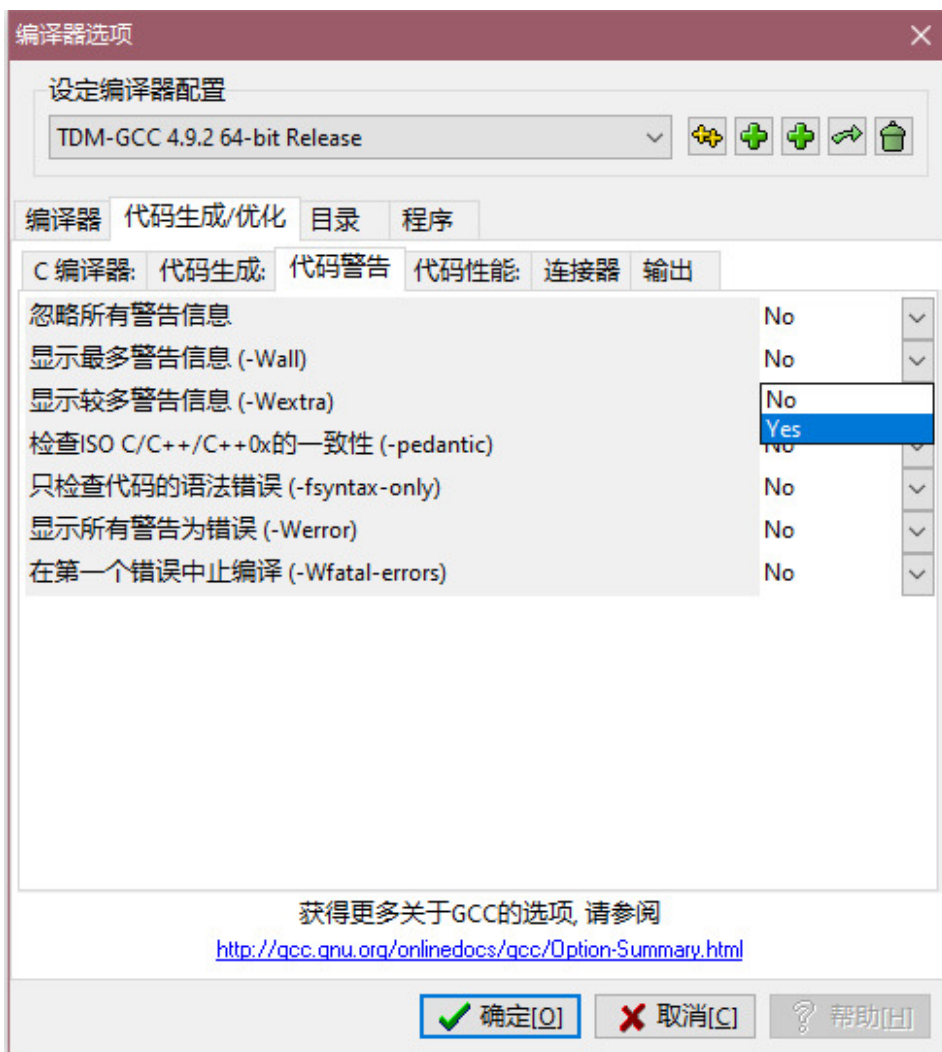 编译器选项
设定编译器配置
TDM-GCC 4.9.2 64-bit Release
编译器 代码生成/优化 目录 程序
C 编译器: 代码生成: 代码警告 代码性能: 连接器 输出
忽略所有警告信息 No
显示最多警告信息 (-Wall) No
显示较多警告信息 (-Wextra) No
Yes
检查ISO C/C++/C++0x的一致性 (-pedantic) No
只检查代码的语法错误 (-fsyntax-only) No
显示所有警告为错误 (-Werror) No
在第一个错误中止编译 (-Wfatal-errors) No
获得更多关于GCC的选项, 请参阅
http://gcc.gnu.org/onlinedocs/gcc/Option-Summary.html
确定[O] 取消[C] 帮助[H]